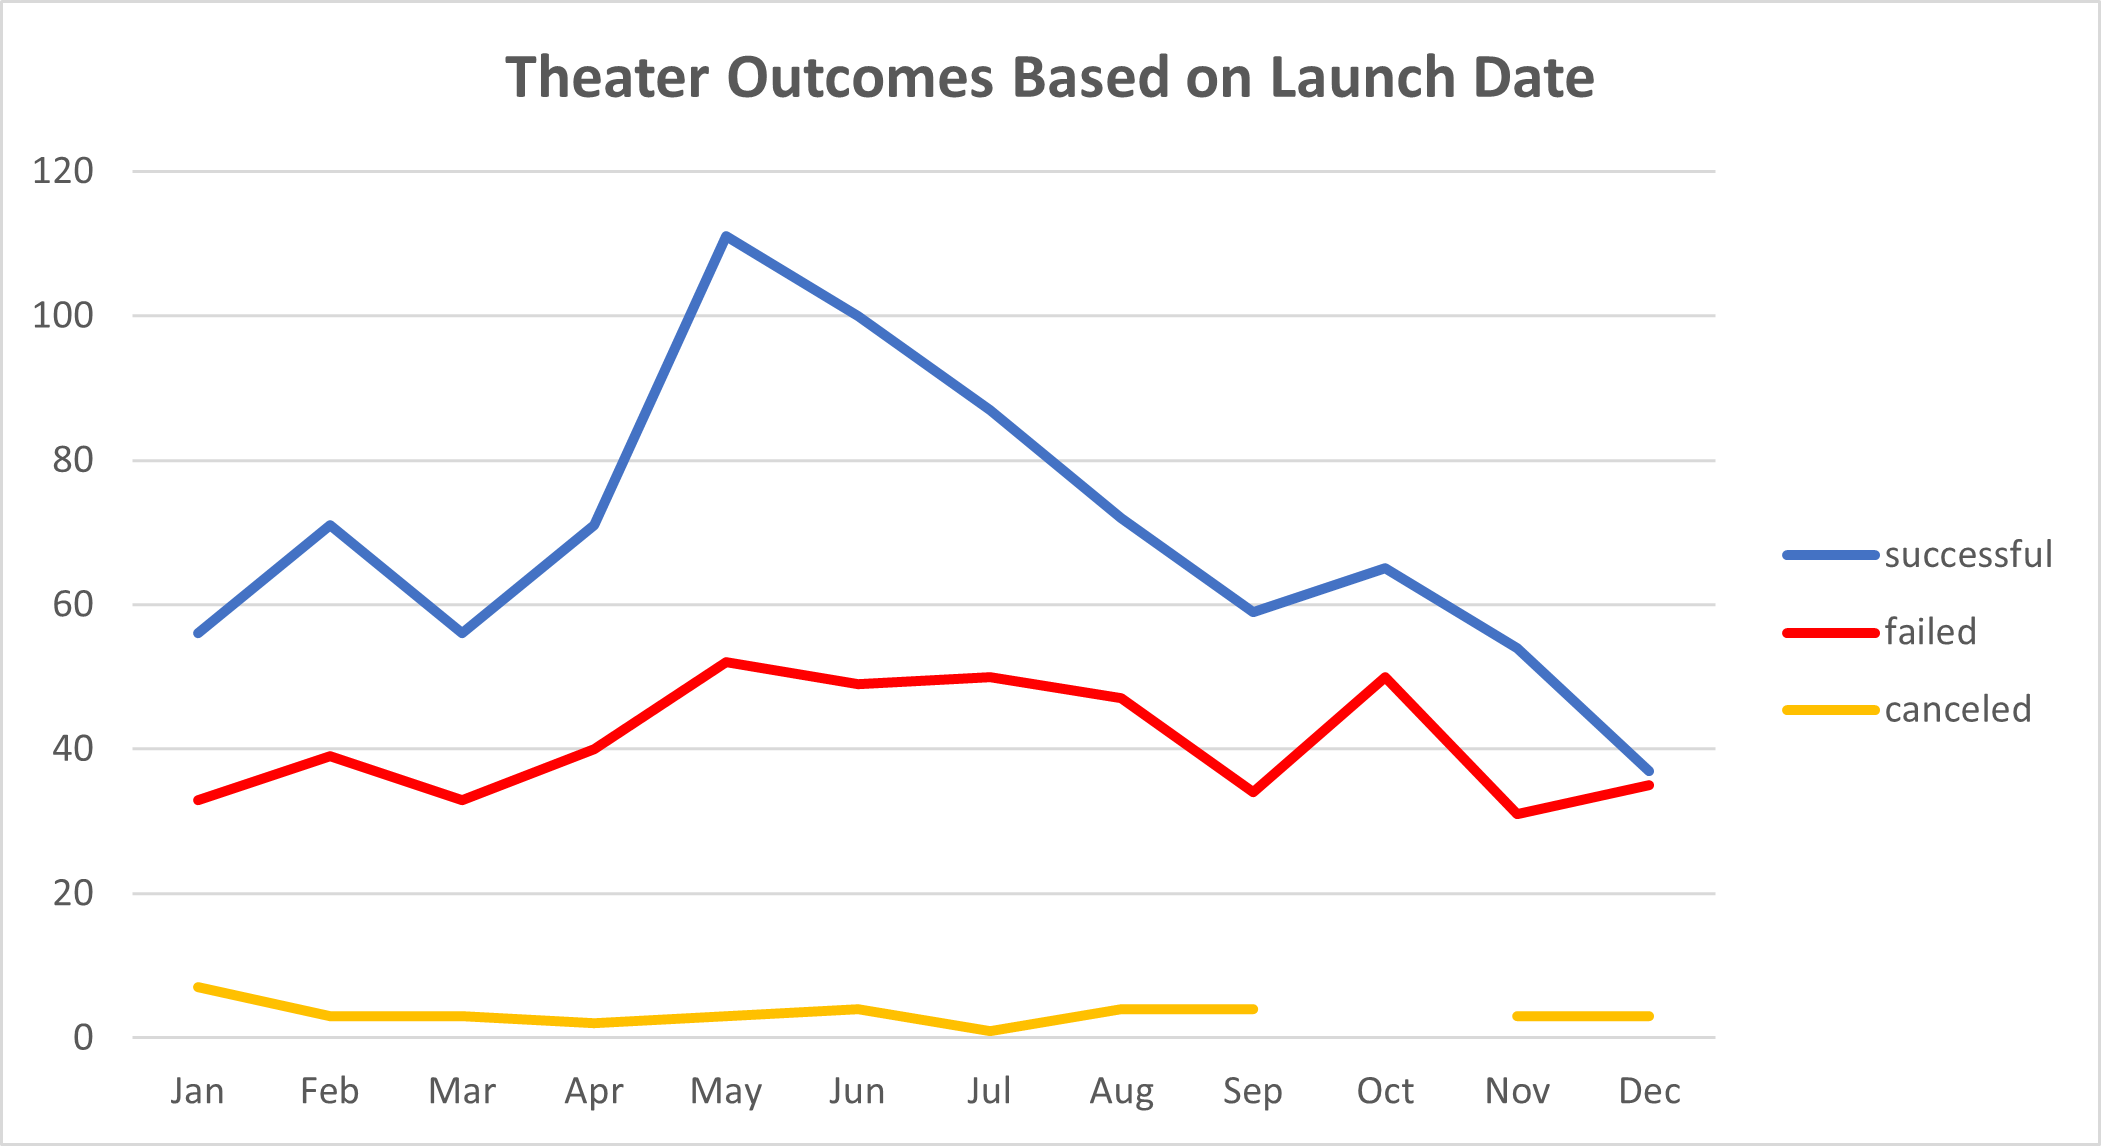 Theater Outcomes Based on Launch Date
120
100
80
60
40
20
0
Jan Feb Mar Apr May Jun Jul Aug Sep Oct Nov Dec
successful
failed
canceled